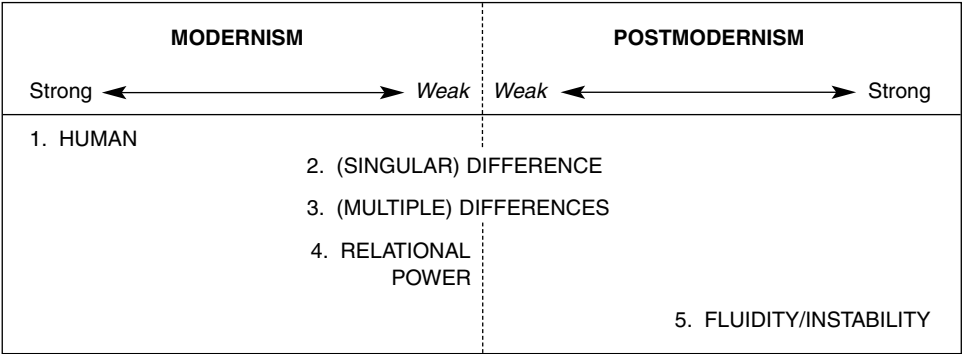 MODERNISM POSTMODERNISM
Strong Weak Weak Strong
1. HUMAN
2. (SINGULAR) DIFFERENCE
3. (MULTIPLE) DIFFERENCES
4. RELATIONAL
POWER
5. FLUIDITY/INSTABILITY